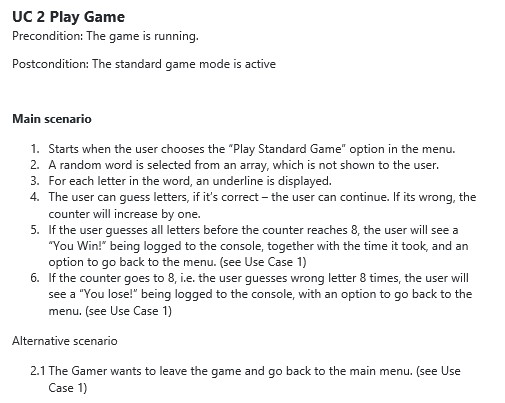 UC 2 Play Game
Precondition: The game is running.
Postcondition: The standard game mode is active
Main scenario
1. Starts when the user chooses the “Play Standard Game” option in the menu.
2. A random word is selected from an array, which is not shown to the user.
3. For each letter in the word, an underline is displayed.
4. The user can guess letters, if it's correct – the user can continue. If its wrong, the
counter will increase by one.
5. If the user guesses all letters before the counter reaches 8, the user will see a
“You Win!” being logged to the console, together with the time it took, and an
option to go back to the menu. (see Use Case 1)
6. If the counter goes to 8, i.e. the user guesses wrong letter 8 times, the user will
see a “You lose!” being logged to the console, with an option to go back to the
menu. (see Use Case 1)
Alternative scenario
2.1 The Gamer wants to leave the game and go back to the main menu. (see Use
Case 1)